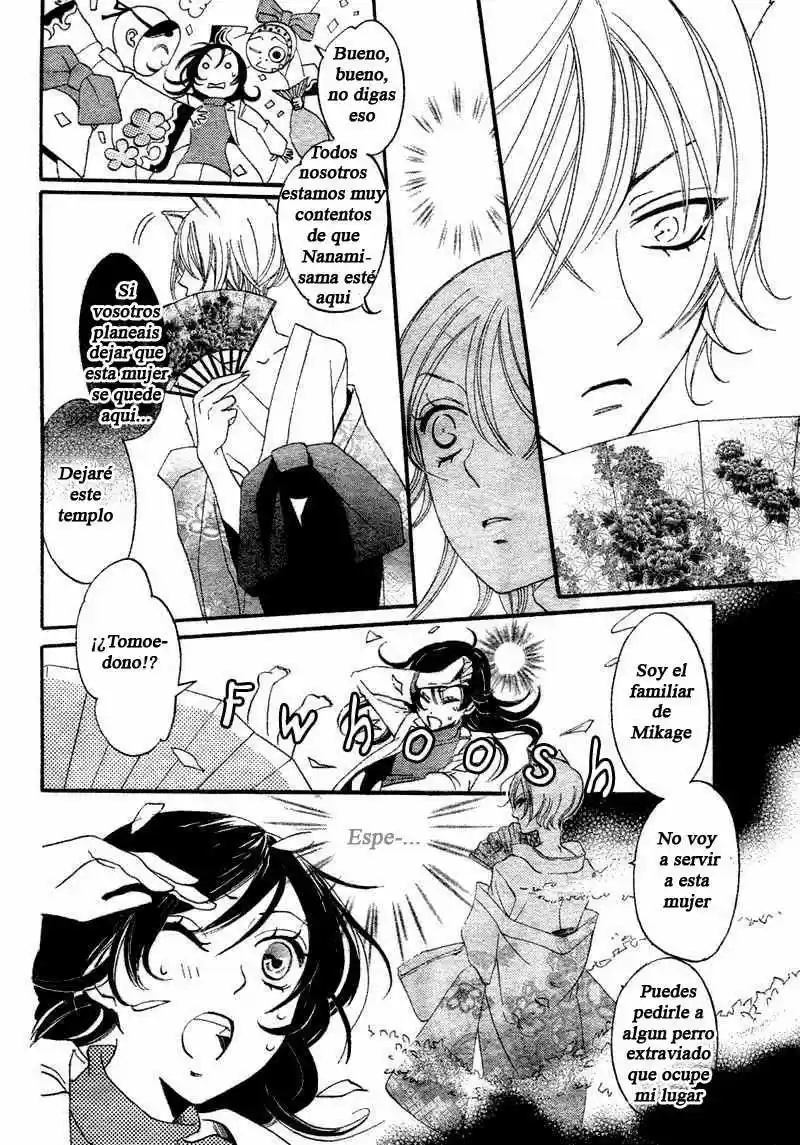 Bueno,
bueno,
no digas
eso
Todos
nosotros
estamos muy
contentos
de que
Nanami-
sama esté
aqui
Si
vosotros
planeais
dejar que
esta mujer
se quede
aqui...
Dejaré
este
templo
¡¿Tomoe-
dono!?
Fwhoosh
Soy el
familiar
de
Mikage
Espe-...
No voy
a servir
a esta
mujer
Puedes
pedirle a
algun perro
extraviado
que ocupe
mi lugar